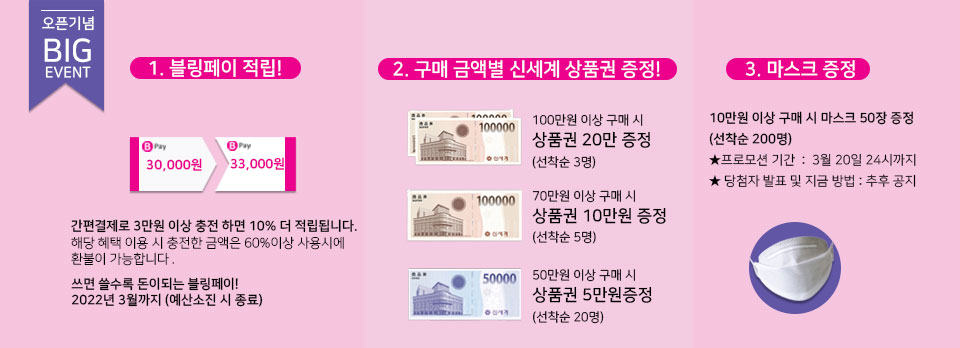 오픈기념
BIG
EVENT
1. 블링페이 적립!
B Pay
30,000원
B Pay
33,000원
간편결제로 3만원 이상 충전 하면 10% 더 적립됩니다.
해당 혜택 이용 시 충전한 금액은 60%이상 사용시에
환불이 가능합니다.
쓰면 쓸수록 돈이되는 블링페이!
2022년 3월까지 (예산소진 시 종료)
2. 구매 금액별 신세계 상품권 증정!
100000
100000
신세계
100만원 이상 구매 시
상품권 20만 증정
(선착순 3명)
100000
신세계
70만원 이상 구매 시
상품권 10만원 증정
(선착순 5명)
50000
신세계
50만원 이상 구매 시
상품권 5만원증정
(선착순 20명)
3. 마스크 증정
10만원 이상 구매 시 마스크 50장 증정
(선착순 200명)
★프로모션 기간 : 3월 20일 24시까지
★ 당첨자 발표 및 지금 방법 : 추후 공지